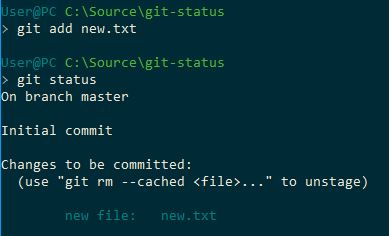 User@PC C:\Source\git-status
> git add new.txt
User@PC C:\Source\git-status
> git status
On branch master
Initial commit
Changes to be committed:
(use "git rm --cached <file>..." to unstage)
new file: new.txt